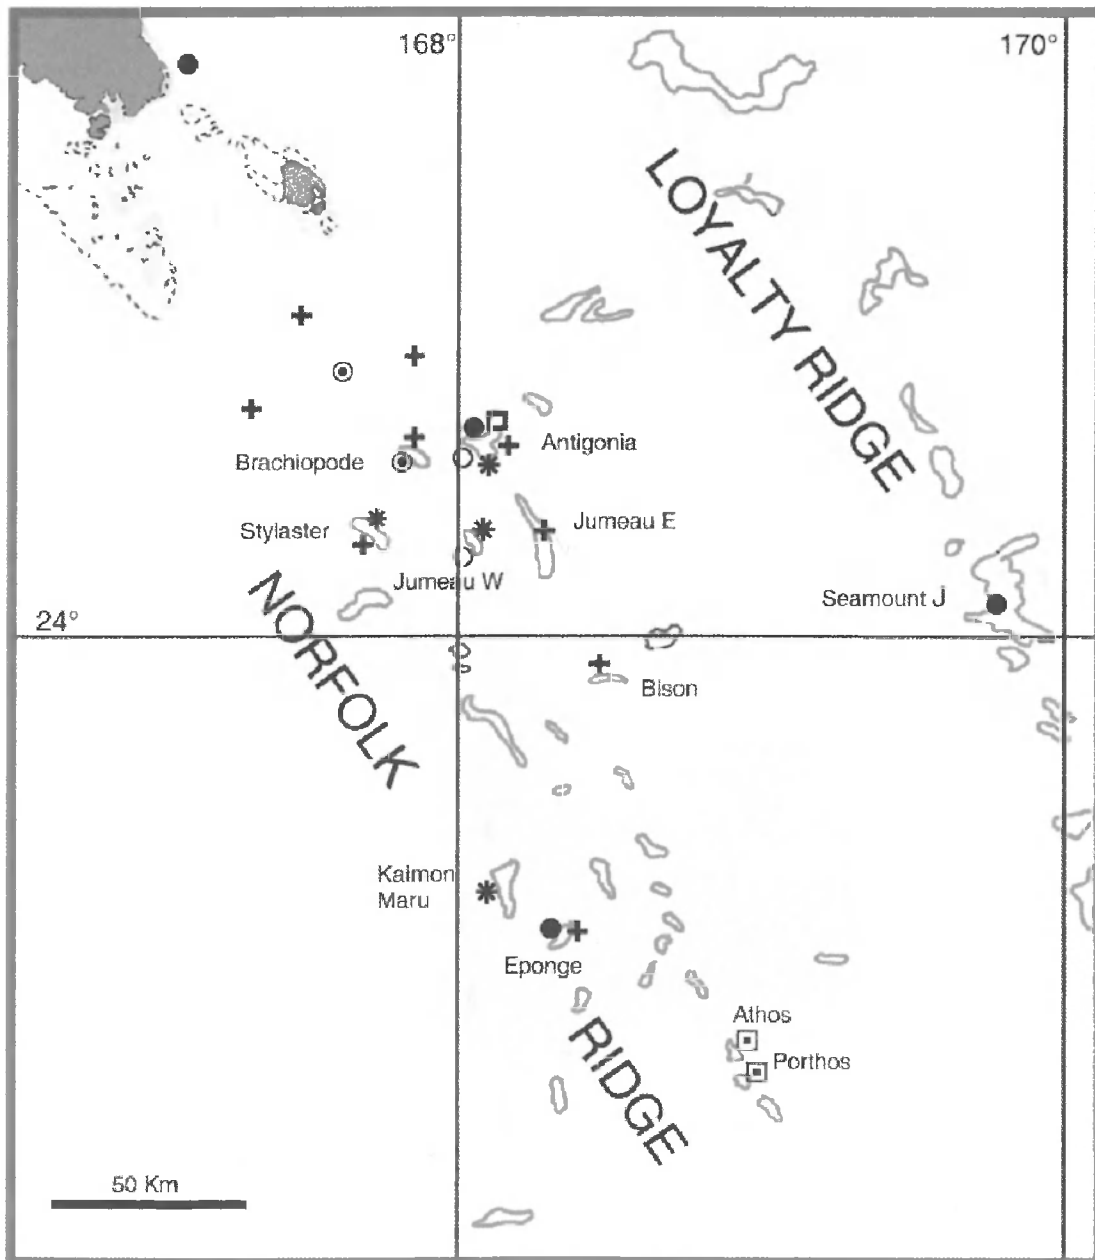 168°
170°
LOYALTY RIDGE
Antigonia
Brachiopode
Jumeau E
Stylaster
Jumeau W
Seamount J
24°
NORFOLK
Bison
Kaimon
Maru
Eponge
RIDGE
Athos
Porthos
50 Km